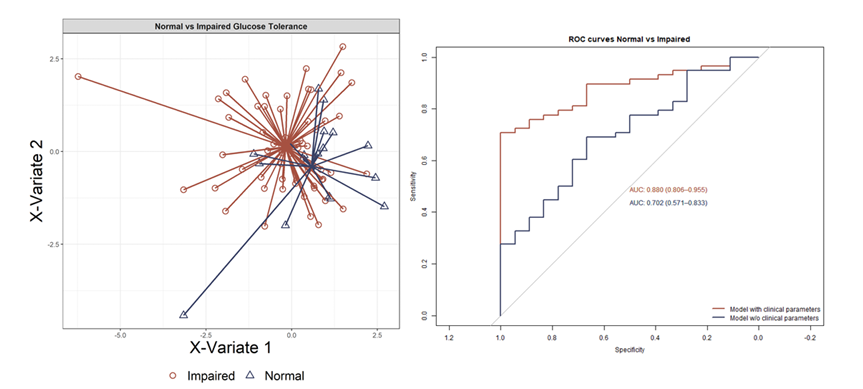 Normal vs Impaired Glucose Tolerance
X-Variate 2
2.5
0.0
-2.5
-5.0
-2.5
0.0
2.5
X-Variate 1
Impaired
Normal
ROC curves Normal vs Impaired
Sensitivity
1.0
0.8
0.6
0.4
0.2
0.0
AUC: 0.880 (0.806–0.955)
AUC: 0.702 (0.571–0.833)
Model with clinical parameters
Model w/o clinical parameters
1.2
1.0
0.8
0.6
0.4
0.2
0.0
-0.2
Specificity